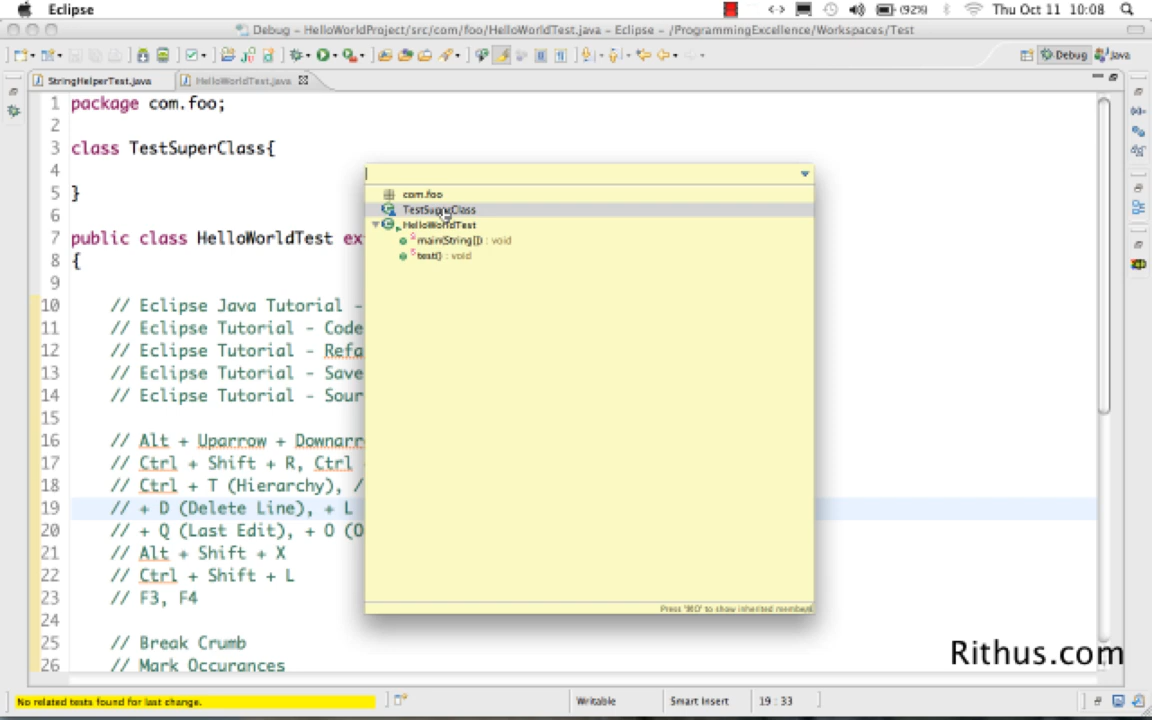 Eclipse
(92%)
Thu Oct 11 10:08
Debug – HelloWorldProject/src/com/foo/HelloWorldTest.java – Eclipse – /ProgrammingExcellence/Workspaces/Test
Debug
Java
StringHelperTest.java
HelloWorldTest.java
1 package com.foo;
2
3 class TestSuperClass{
4
5 }
6
7 public class HelloWorldTest ex
8 {
9
10 // Eclipse Java Tutorial -
11 // Eclipse Tutorial - Code
12 // Eclipse Tutorial - Refa
13 // Eclipse Tutorial - Save
14 // Eclipse Tutorial - Sour
15
16 // Alt + Uparrow + Downarr
17 // Ctrl + Shift + R, Ctrl
18 // Ctrl + T (Hierarchy), /
19 // + D (Delete Line), + L
20 // + Q (Last Edit), + O (O
21 // Alt + Shift + X
22 // Ctrl + Shift + L
23 // F3, F4
24
25 // Break Crumb
26 // Mark Occurances
com.foo
TestSuperClass
HelloWorldTest
main(String[]) : void
test() : void
Press '⌘O' to show inherited members
Rithus.com
No related tests found for last change.
Writable
Smart Insert
19 : 33